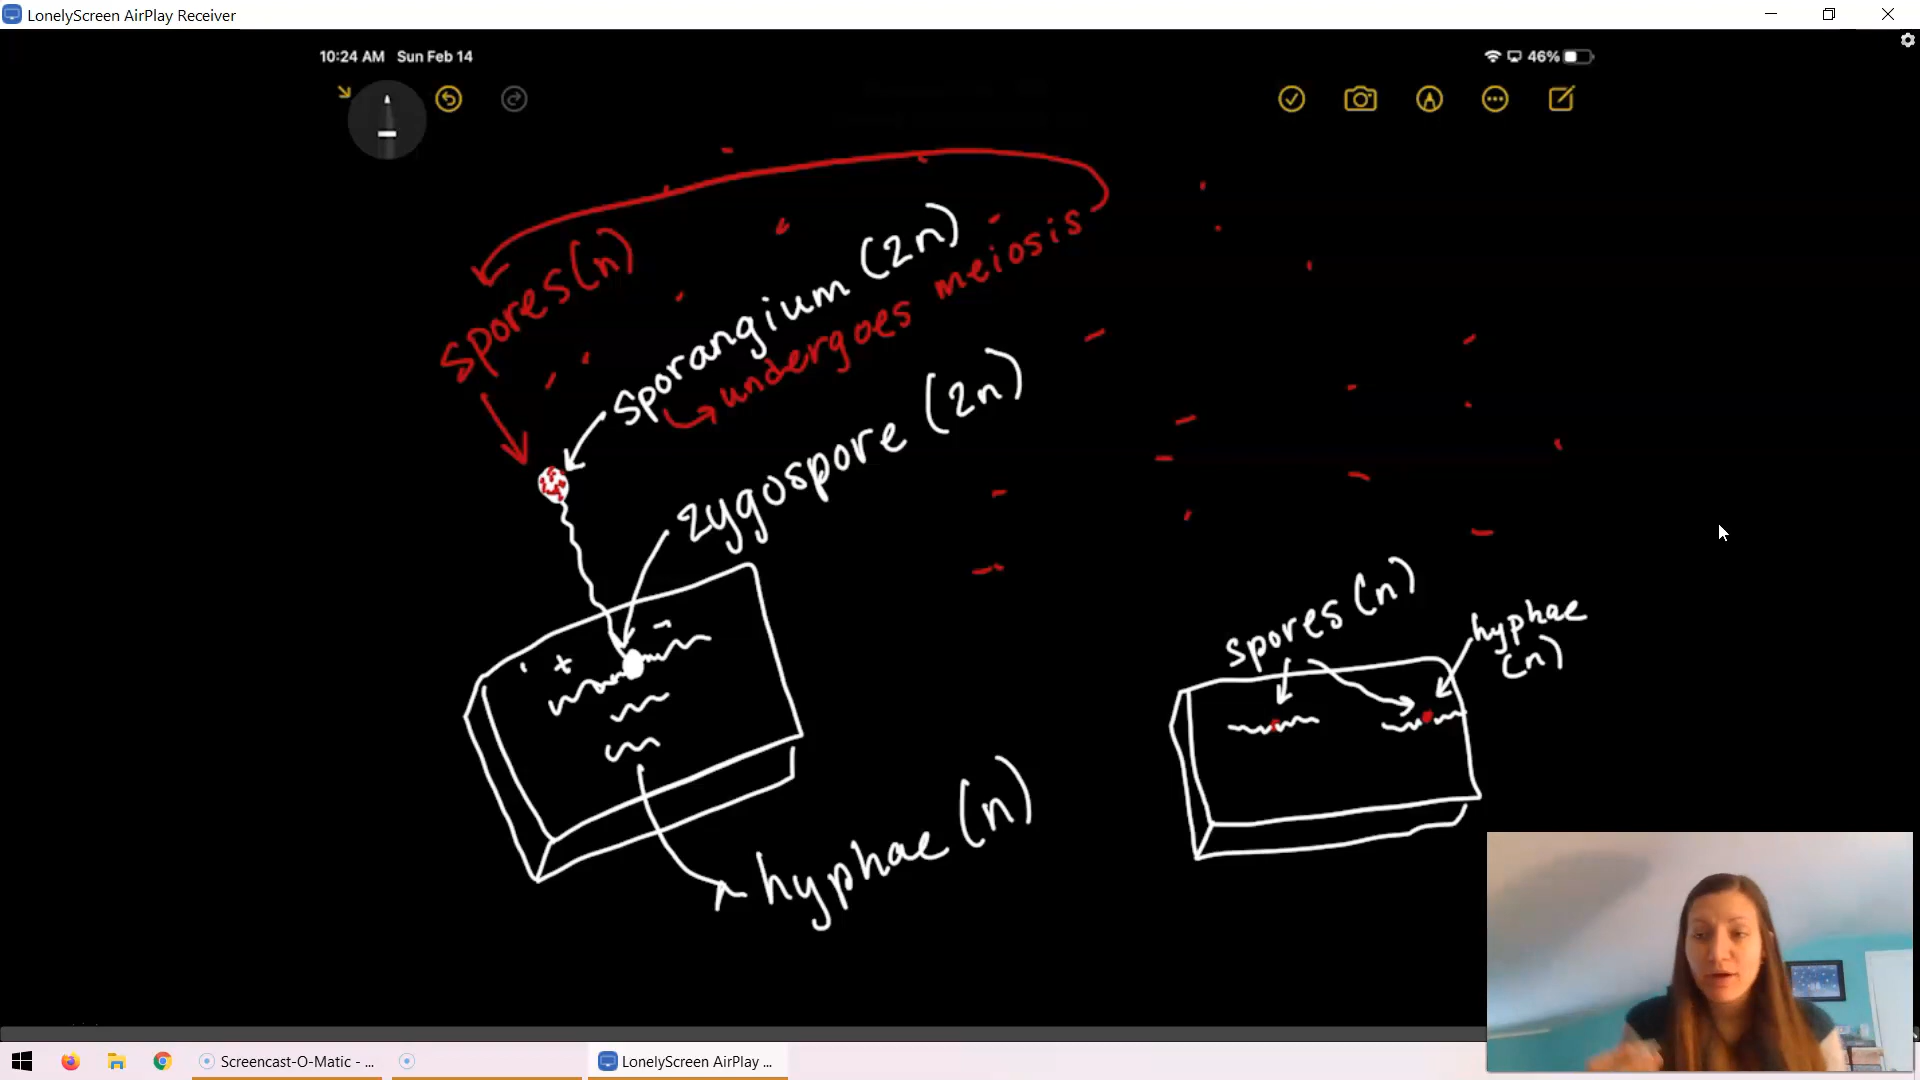 LonelyScreen AirPlay Receiver
10:24 AM Sun Feb 14
46%
spores (n)
sporangium (2n)
undergoes meiosis
zygospore (2n)
+ -
hyphae (n)
spores (n)
hyphae
(n)
Screencast-O-Matic - ...
LonelyScreen AirPlay ...